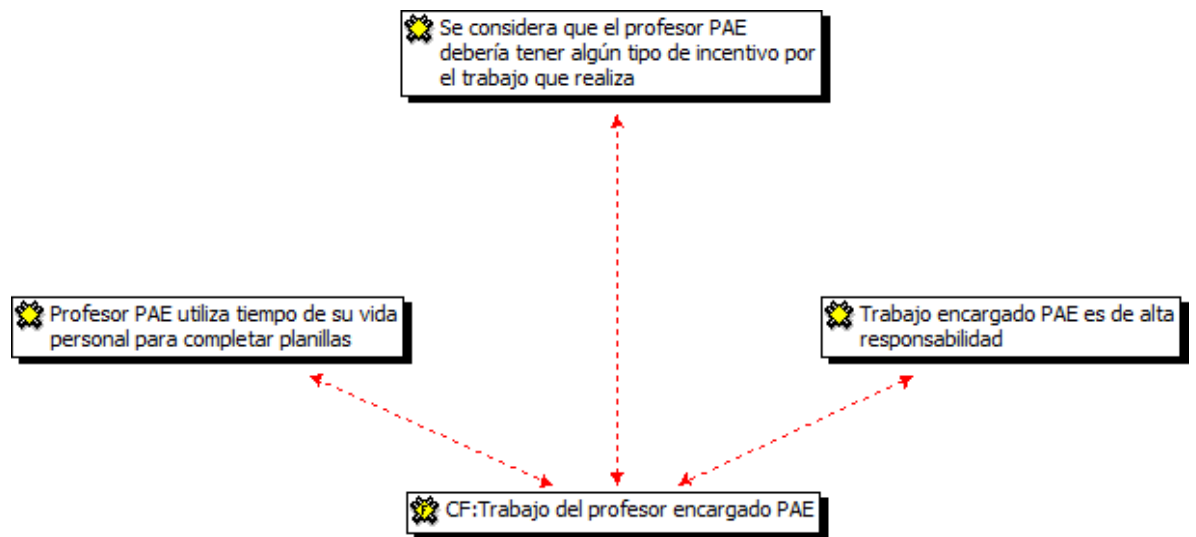 Se considera que el profesor PAE
debería tener algún tipo de incentivo por
el trabajo que realiza
Profesor PAE utiliza tiempo de su vida
personal para completar planillas
Trabajo encargado PAE es de alta
responsabilidad
F CF:Trabajo del profesor encargado PAE